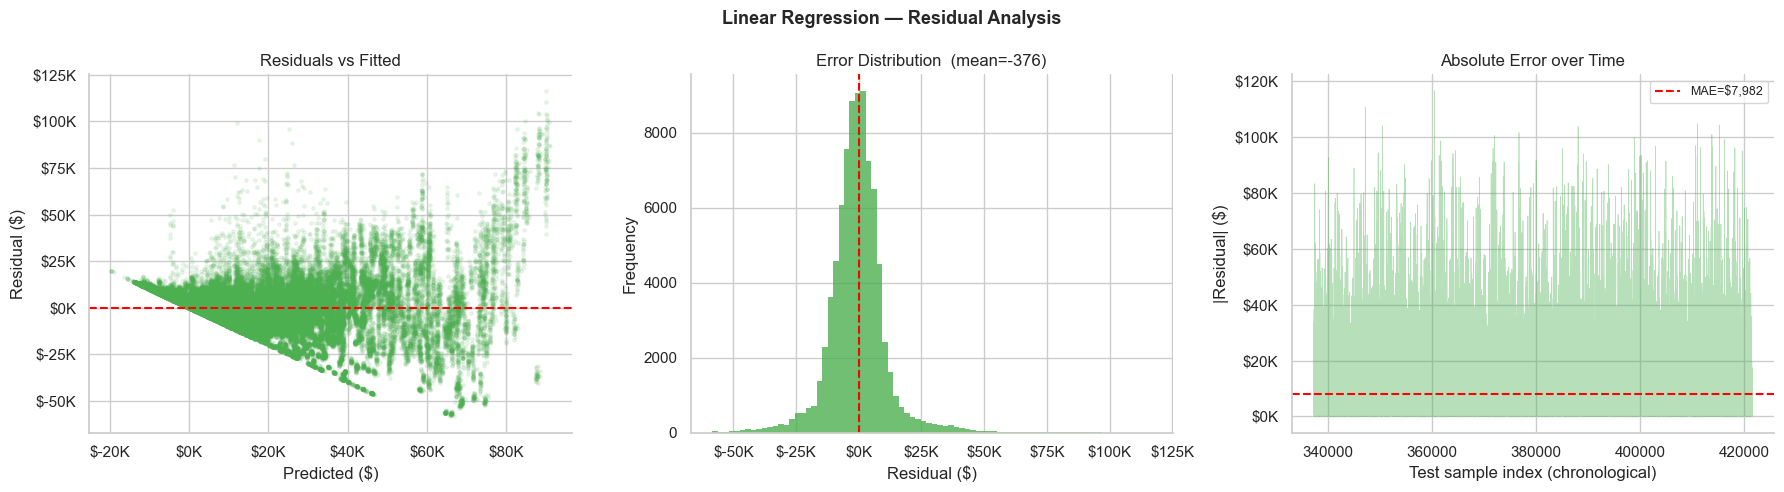 Linear Regression — Residual Analysis
Residuals vs Fitted
$125K
$100K
$75K
$50K
$25K
$0K
$-25K
$-50K
Residual ($)
$-20K $0K $20K $40K $60K $80K
Predicted ($)
Error Distribution  (mean=-376)
8000
6000
4000
2000
0
Frequency
$-50K $-25K $0K $25K $50K $75K $100K $125K
Residual ($)
Absolute Error over Time
MAE=$7,982
$120K
$100K
$80K
$60K
$40K
$20K
$0K
|Residual| ($)
340000 360000 380000 400000 420000
Test sample index (chronological)